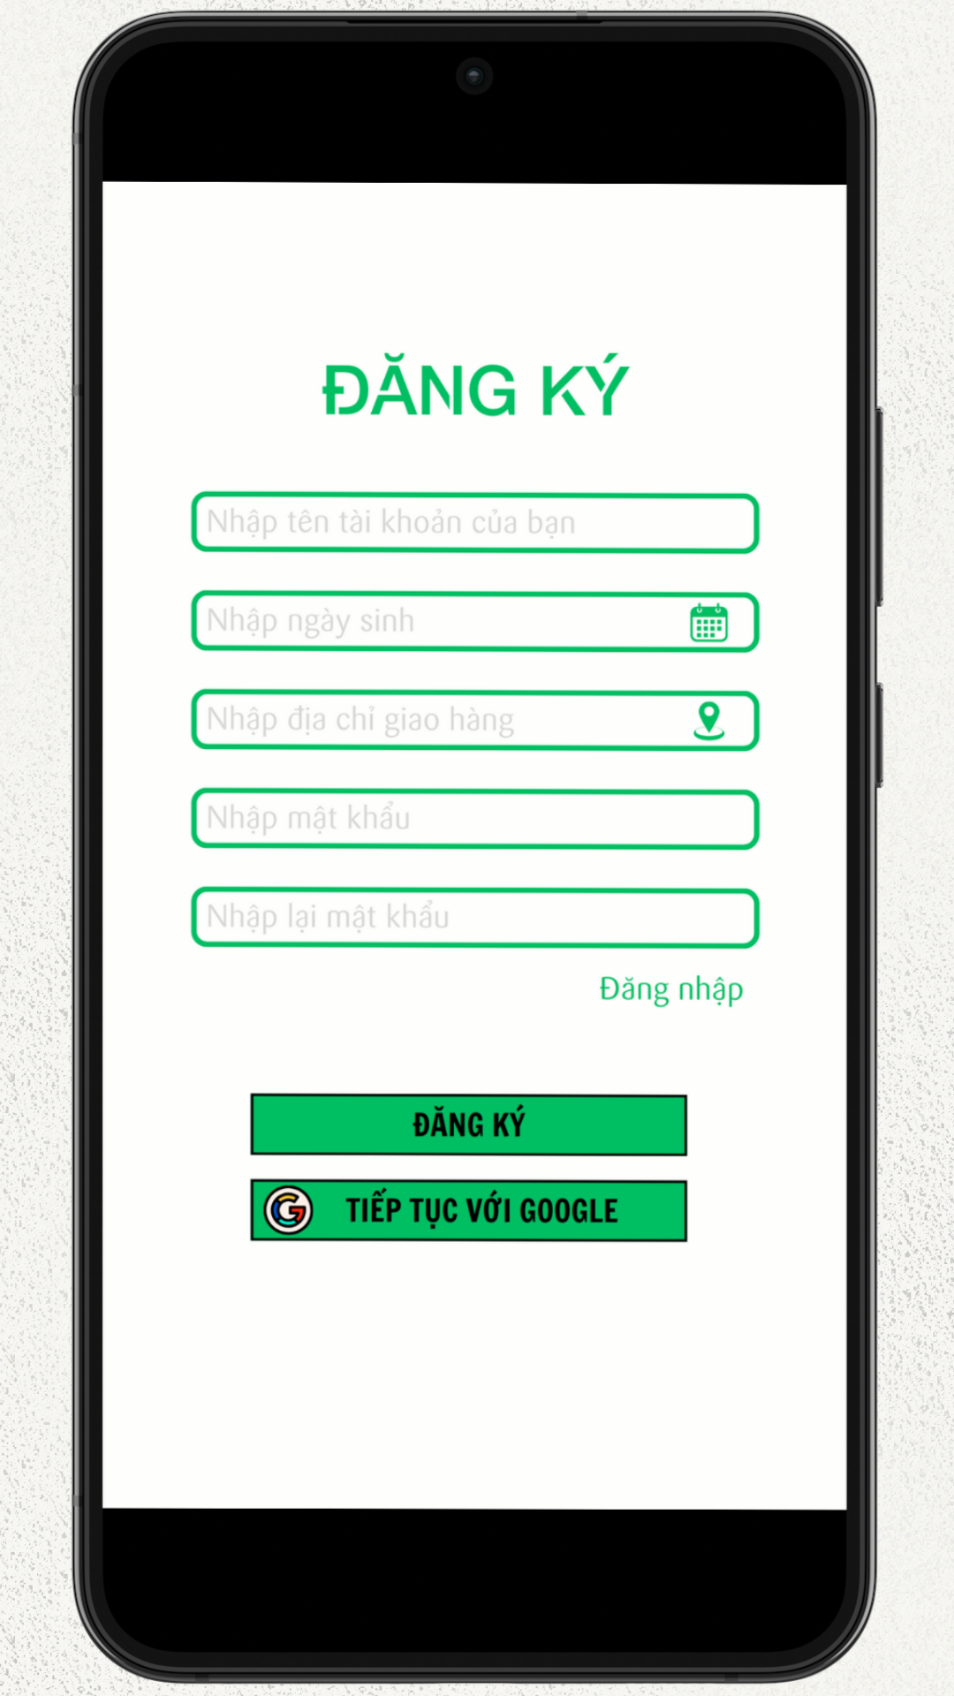 ĐĂNG KÝ
Nhập tên tài khoản của bạn
Nhập ngày sinh
Nhập địa chỉ giao hàng
Nhập mật khẩu
Nhập lại mật khẩu
Đăng nhập
ĐĂNG KÝ
TIẾP TỤC VỚI GOOGLE